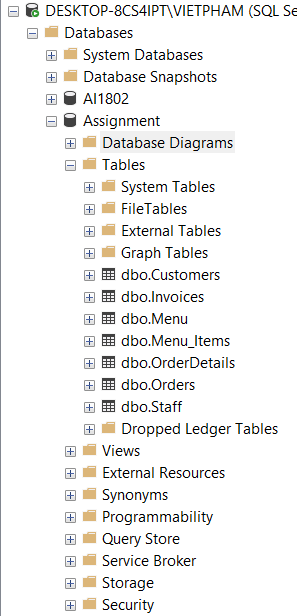 DESKTOP-8CS4IPT\VIETPHAM (SQL Se
Databases
System Databases
Database Snapshots
AI1802
Assignment
Database Diagrams
Tables
System Tables
FileTables
External Tables
Graph Tables
dbo.Customers
dbo.Invoices
dbo.Menu
dbo.Menu_Items
dbo.OrderDetails
dbo.Orders
dbo.Staff
Dropped Ledger Tables
Views
External Resources
Synonyms
Programmability
Query Store
Service Broker
Storage
Security